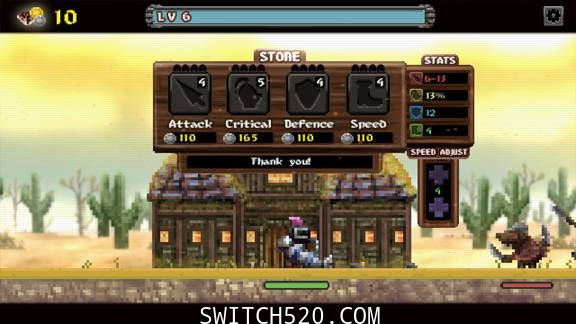 10
LV 6
STORE
4 5 4 4
Attack Critical Defence Speed
110 165 110 110
Thank you!
STATS
6-13
13%
12
4
SPEED ADJUST
4
SWITCH520.COM